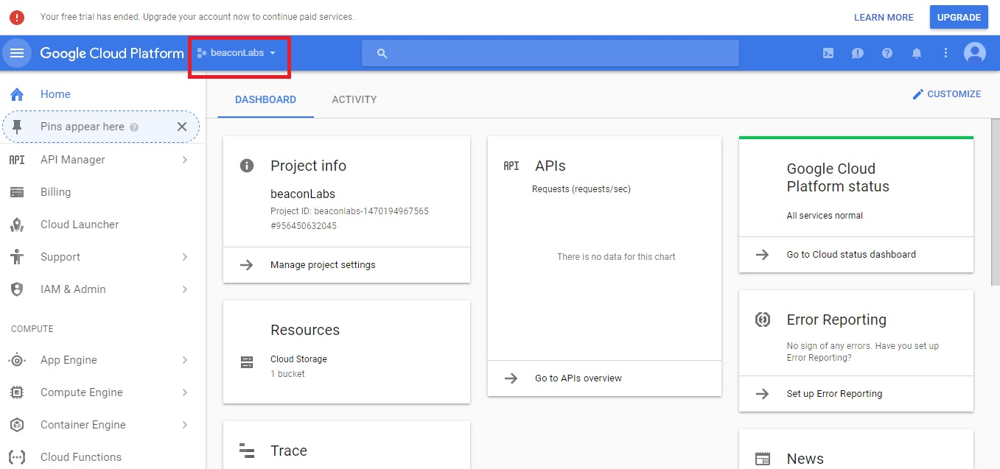 Your free trial has ended. Upgrade your account now to continue paid services.
LEARN MORE
UPGRADE
Google Cloud Platform
beaconLabs
Home
Pins appear here
API Manager
Billing
Cloud Launcher
Support
IAM & Admin
COMPUTE
App Engine
Compute Engine
Container Engine
Cloud Functions
DASHBOARD
ACTIVITY
CUSTOMIZE
Project info
beaconLabs
Project ID: beaconlabs-1470194967565
#956450632045
Manage project settings
Resources
Cloud Storage
1 bucket
Trace
API
APIs
Requests (requests/sec)
There is no data for this chart
Go to APIs overview
Google Cloud
Platform status
All services normal
Go to Cloud status dashboard
Error Reporting
No sign of any errors. Have you set up
Error Reporting?
Set up Error Reporting
News